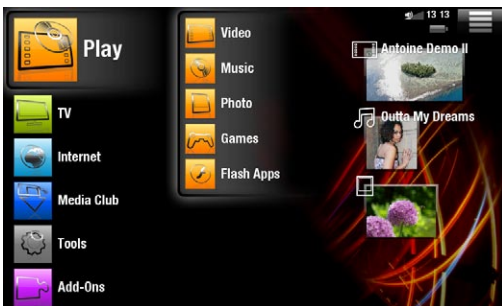 13 13
Play
TV
Internet
Media Club
Tools
Add-Ons
Video
Music
Photo
Games
Flash Apps
Antoine Demo II
Outta My Dreams